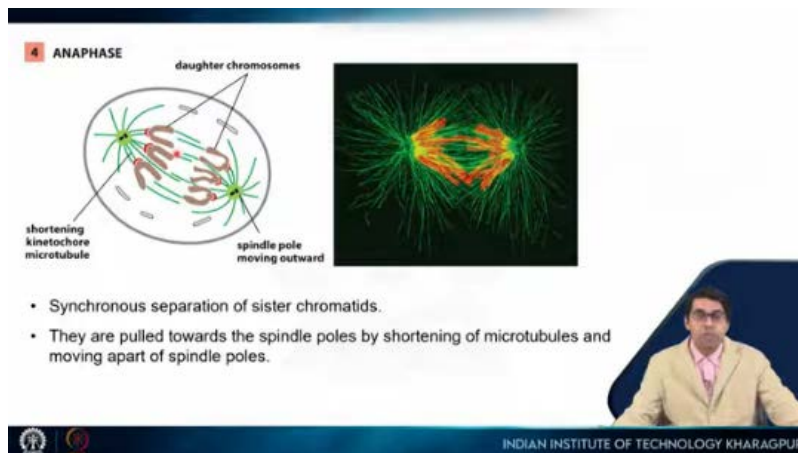 4 ANAPHASE
daughter chromosomes
shortening
kinetochore
microtubule
spindle pole
moving outward
• Synchronous separation of sister chromatids.
• They are pulled towards the spindle poles by shortening of microtubules and
moving apart of spindle poles.
INDIAN INSTITUTE OF TECHNOLOGY KHARAGPUR